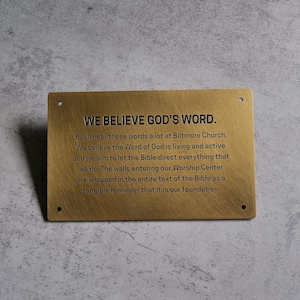 WE BELIEVE GOD'S WORD.
You'll hear these words a lot at Biltmore Church.
We believe the Word of God is living and active
and we aim to let the Bible direct everything that
we do. The walls entering our Worship Center
are wrapped in the entire text of the Bible as a
tangible reminder that it is our foundation.